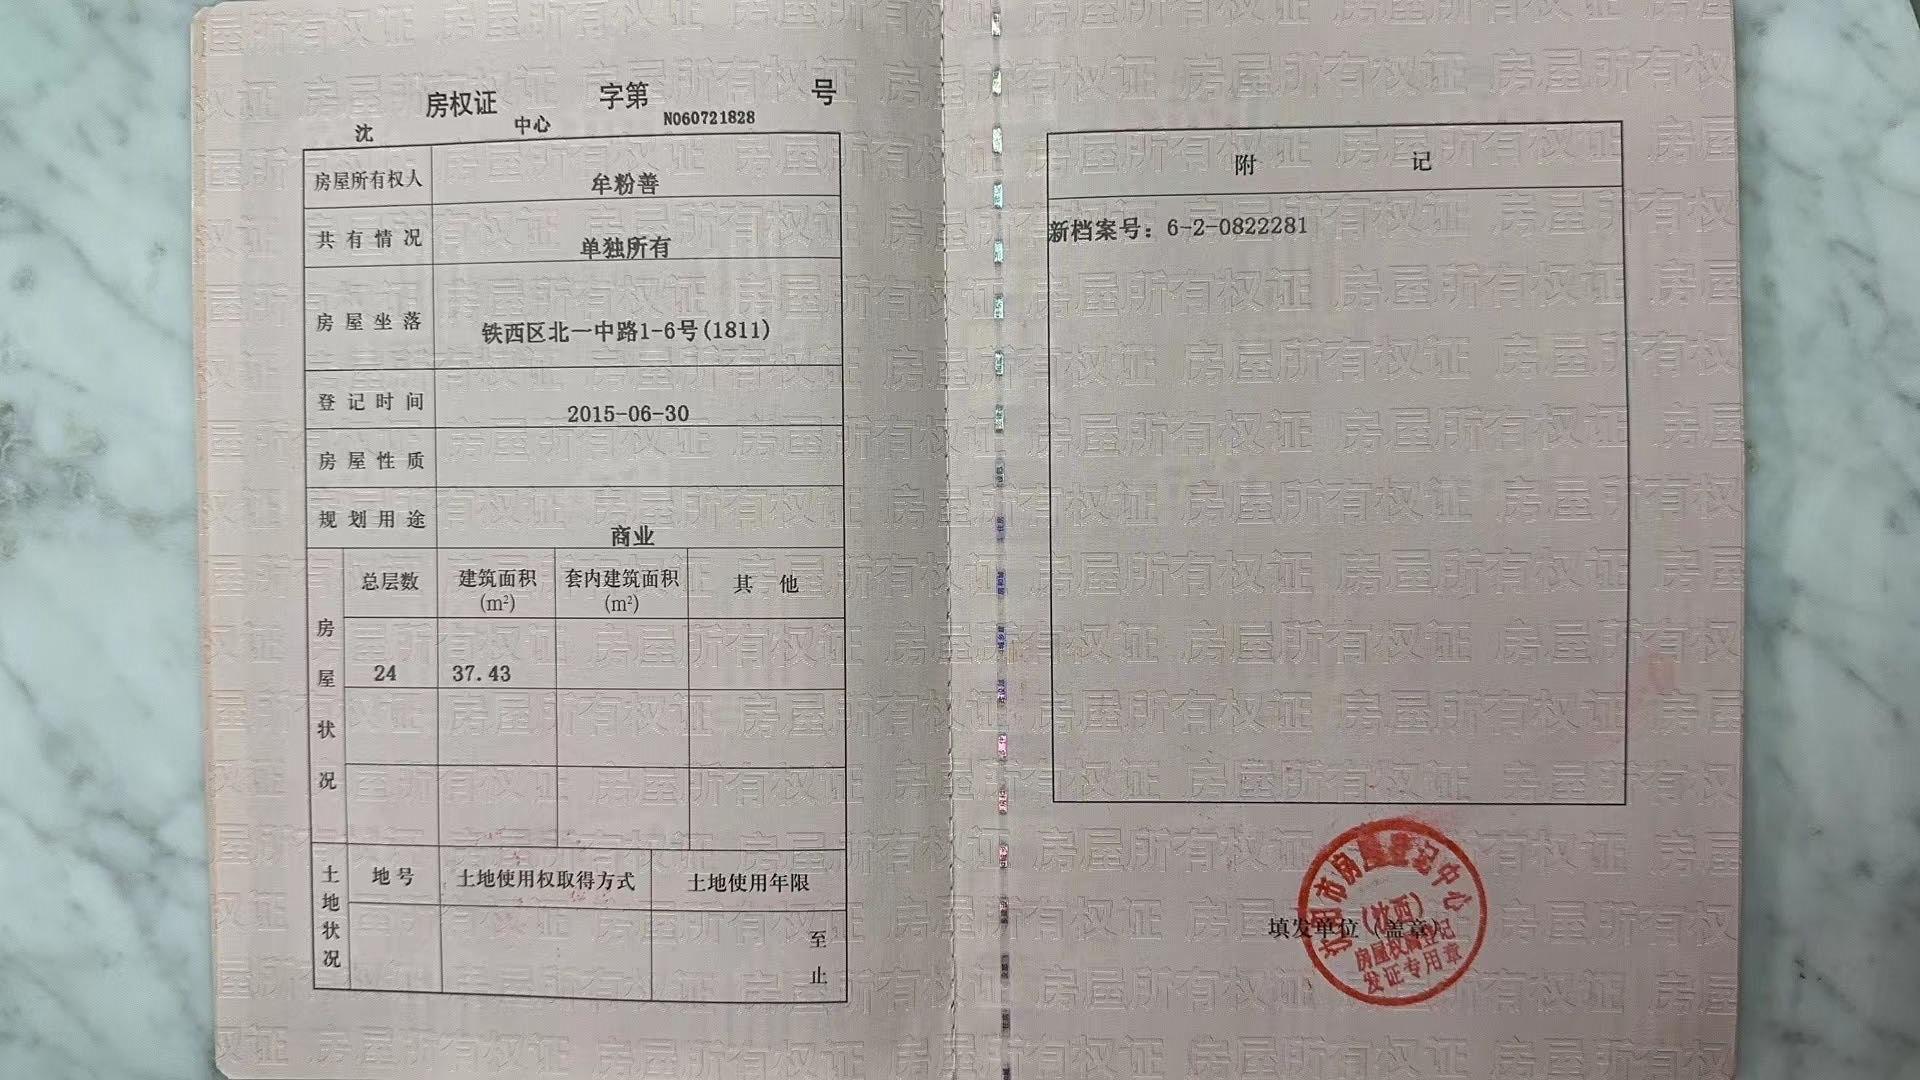 房权证 字第 号
沈 中心 NO60721828
房屋所有权人 牟粉善
共有情况 单独所有
房屋坐落 铁西区北一中路1-6号(1811)
登记时间 2015-06-30
房屋性质
规划用途 商业
房屋状况
总层数 建筑面积(m²) 套内建筑面积(m²) 其 他
24 37.43
土地状况
地号 土地使用权取得方式 土地使用年限
至
止
附 记
新档案号：6-2-0822281
填发单位（盖章）
沈阳市房屋登记中心
房屋权属登记
发证专用章